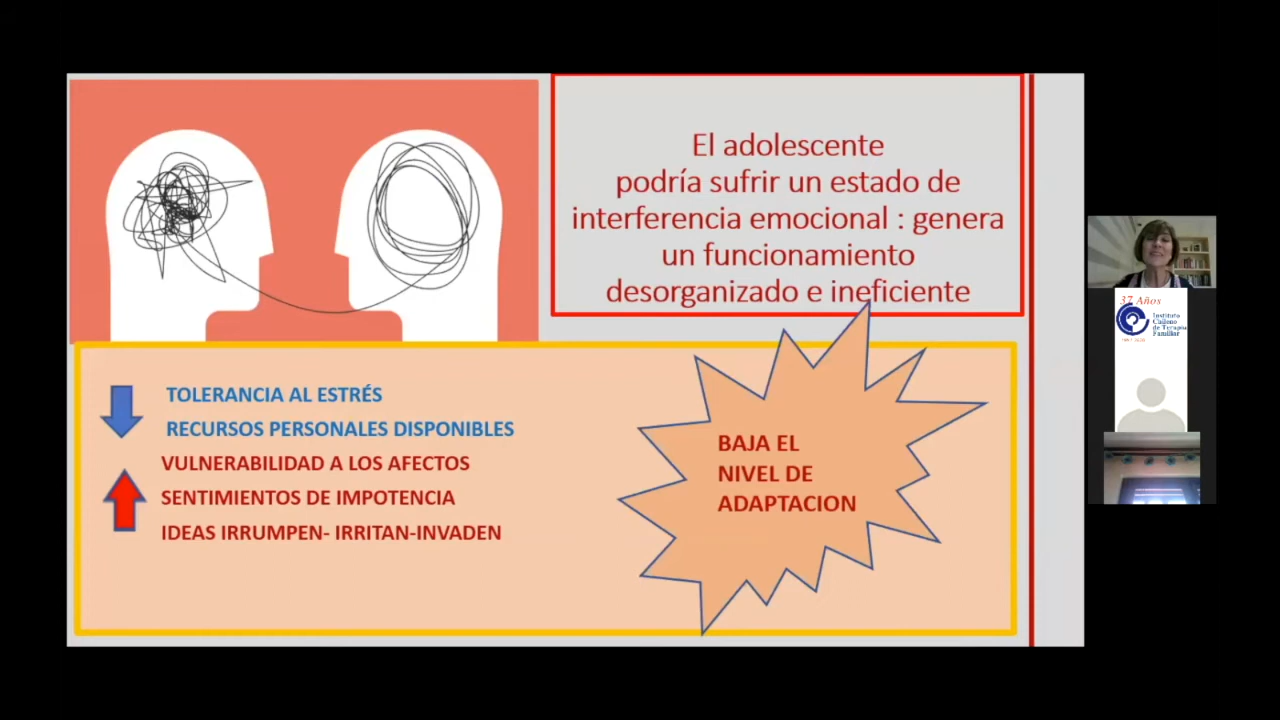 El adolescente
podría sufrir un estado de
interferencia emocional : genera
un funcionamiento
desorganizado e ineficiente
TOLERANCIA AL ESTRÉS
RECURSOS PERSONALES DISPONIBLES
VULNERABILIDAD A LOS AFECTOS
SENTIMIENTOS DE IMPOTENCIA
IDEAS IRRUMPEN- IRRITAN-INVADEN
BAJA EL
NIVEL DE
ADAPTACION
37 Años
Instituto
Chileno
de Terapia
Familiar